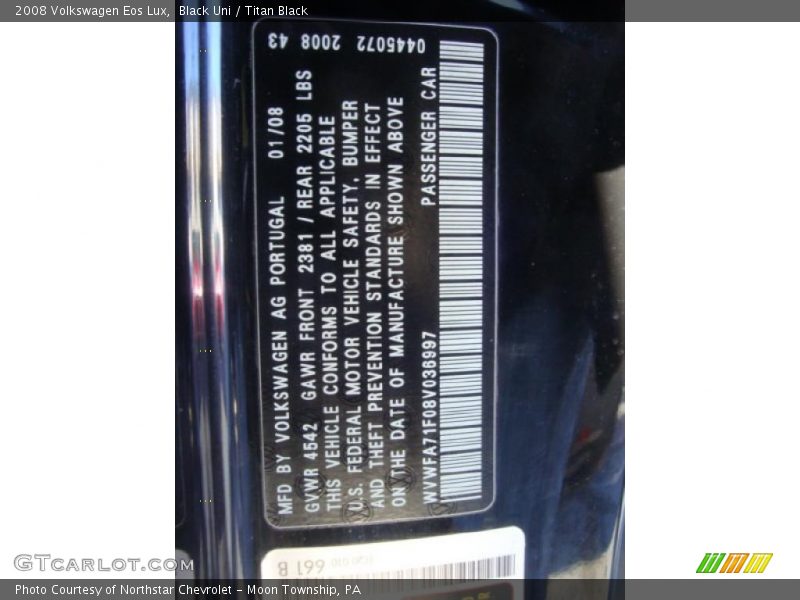 2008 Volkswagen Eos Lux, Black Uni / Titan Black
MFD BY VOLKSWAGEN AG PORTUGAL 01/08
GVWR 4542 GAWR FRONT 2381 / REAR 2205 LBS
THIS VEHICLE CONFORMS TO ALL APPLICABLE
U.S. FEDERAL MOTOR VEHICLE SAFETY, BUMPER
AND THEFT PREVENTION STANDARDS IN EFFECT
ON THE DATE OF MANUFACTURE SHOWN ABOVE
WVWFA71F08V036997 PASSENGER CAR
0445072 2008 43
661 B
GTcarlot.com
Photo Courtesy of Northstar Chevrolet - Moon Township, PA